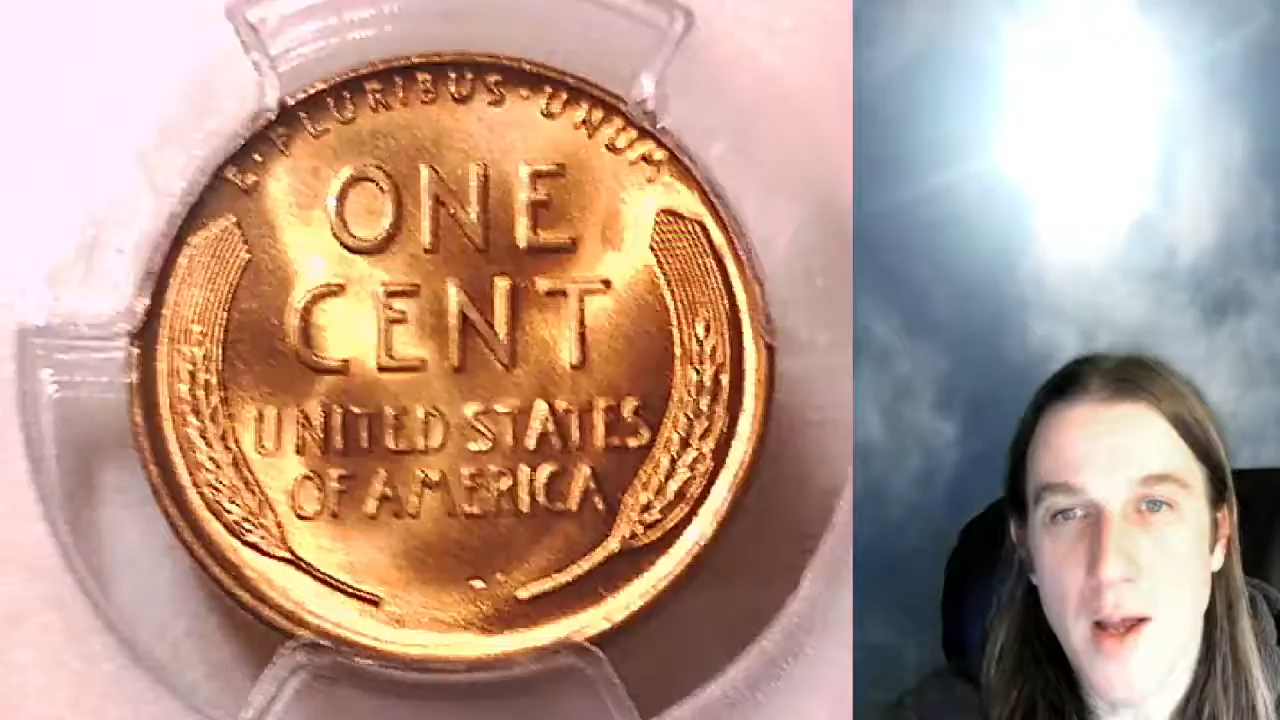 E·PLURIBUS·UNUM
ONE
CENT
UNITED STATES
OF AMERICA